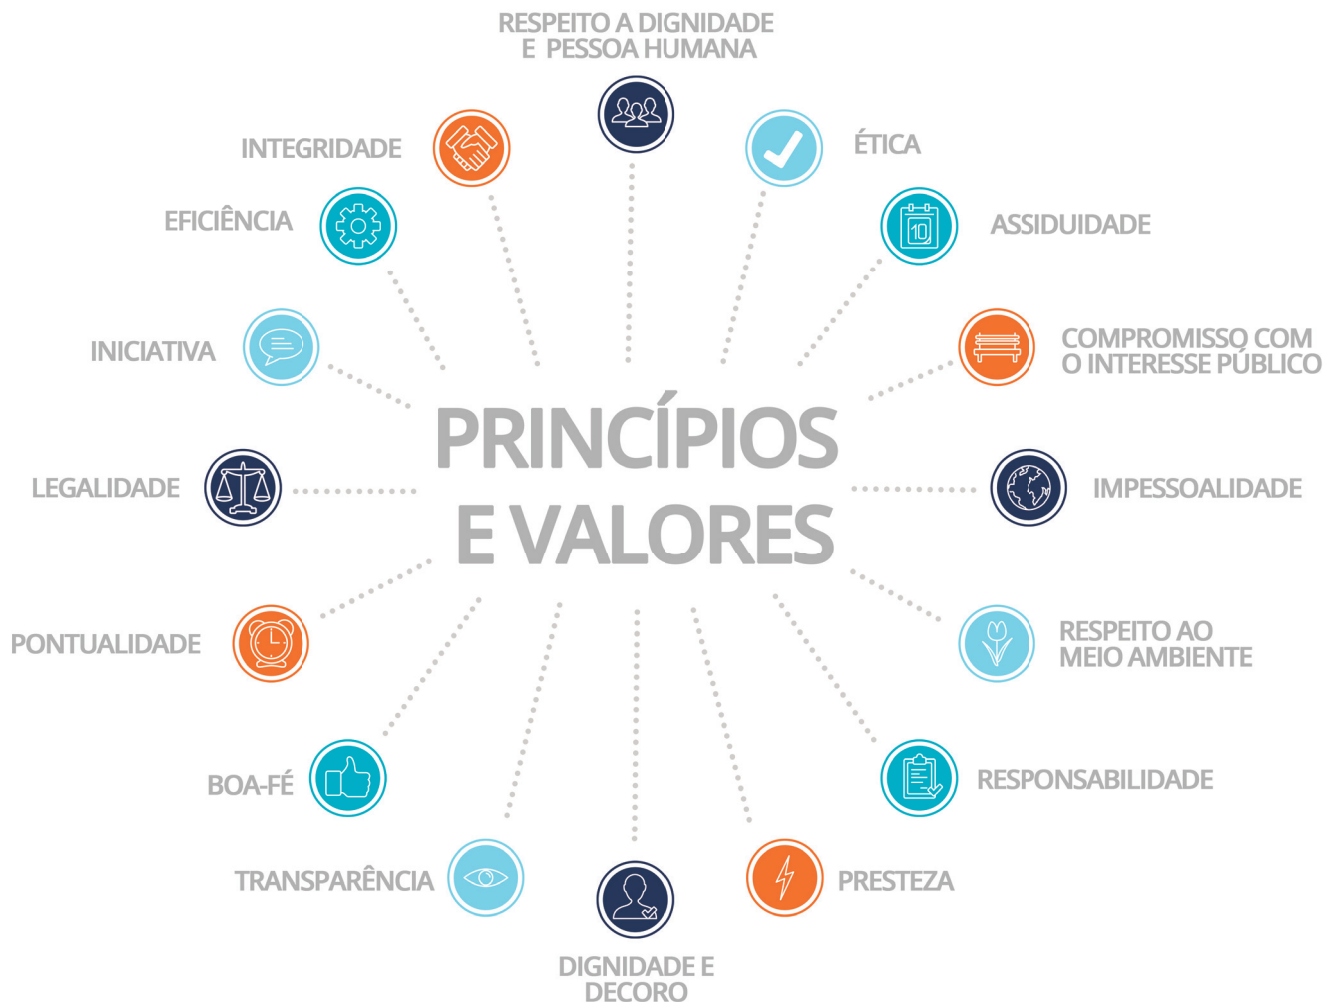 RESPEITO A DIGNIDADE
E PESSOA HUMANA
INTEGRIDADE
ÉTICA
EFICIÊNCIA
10
ASSIDUIDADE
INICIATIVA
COMPROMISSO COM
O INTERESSE PÚBLICO
PRINCÍPIOS
E VALORES
LEGALIDADE
IMPESSOALIDADE
PONTUALIDADE
RESPEITO AO
MEIO AMBIENTE
BOA-FÉ
RESPONSABILIDADE
TRANSPARÊNCIA
PRESTEZA
DIGNIDADE E
DECORO